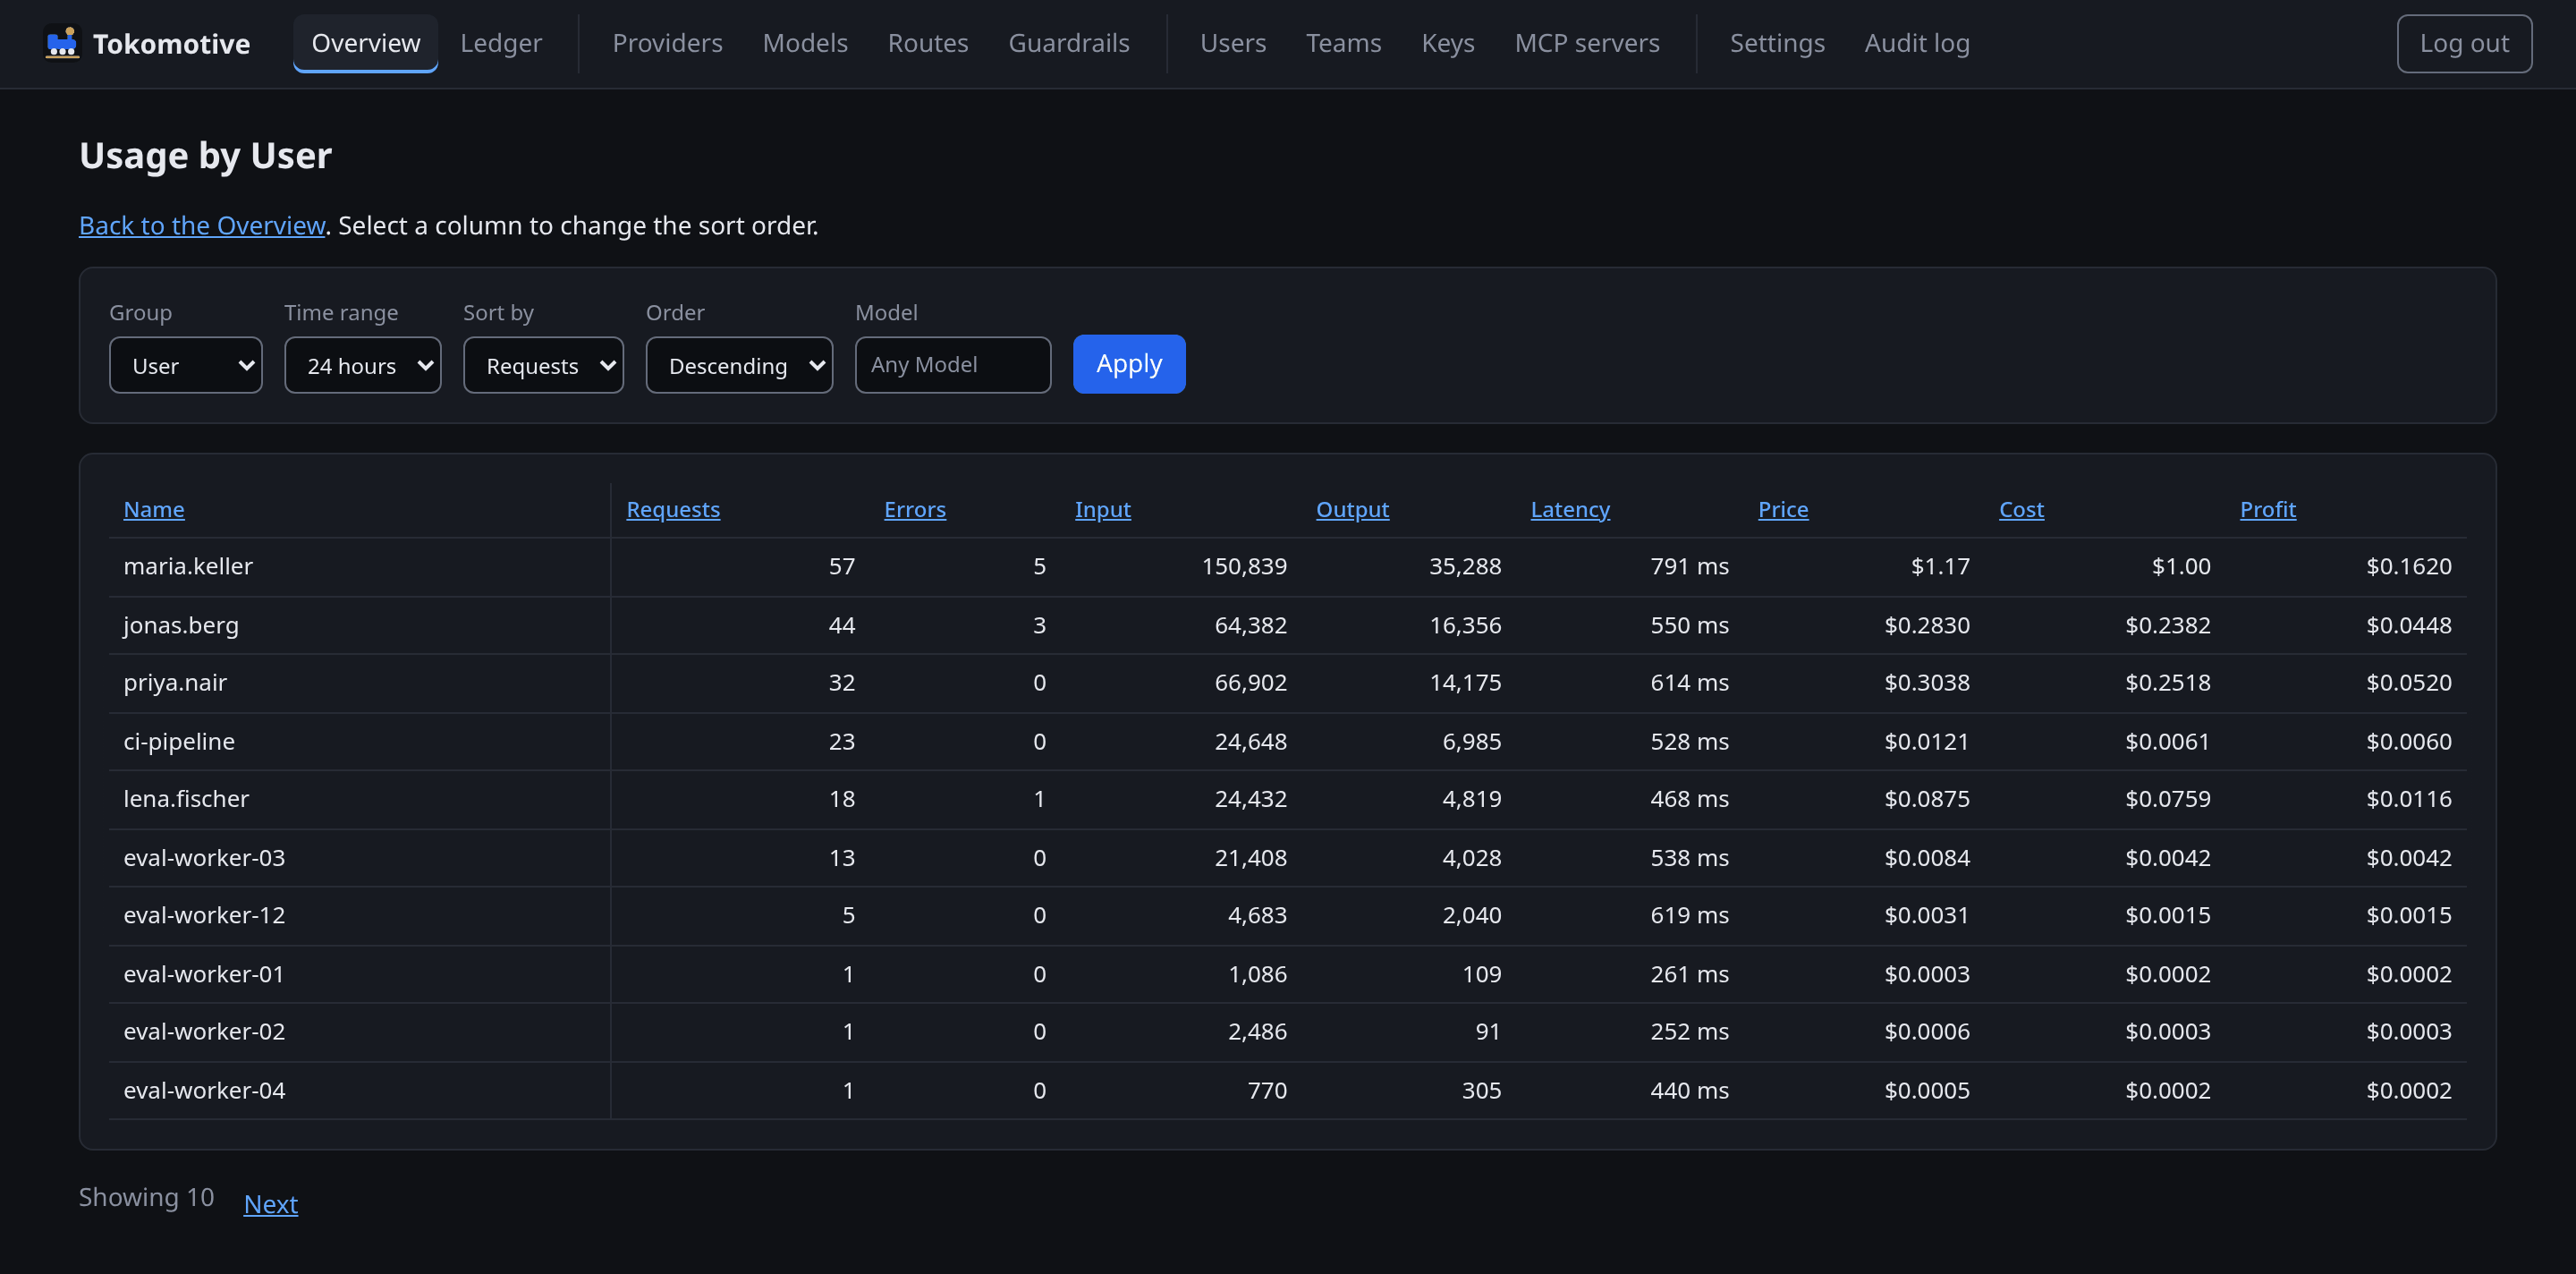 Tokomotive Overview Ledger Providers Models Routes Guardrails Users Teams Keys MCP servers Settings Audit log Log out
Usage by User
Back to the Overview. Select a column to change the sort order.
Group Time range Sort by Order Model
User 24 hours Requests Descending Any Model Apply
Name Requests Errors Input Output Latency Price Cost Profit
maria.keller 57 5 150,839 35,288 791 ms $1.17 $1.00 $0.1620
jonas.berg 44 3 64,382 16,356 550 ms $0.2830 $0.2382 $0.0448
priya.nair 32 0 66,902 14,175 614 ms $0.3038 $0.2518 $0.0520
ci-pipeline 23 0 24,648 6,985 528 ms $0.0121 $0.0061 $0.0060
lena.fischer 18 1 24,432 4,819 468 ms $0.0875 $0.0759 $0.0116
eval-worker-03 13 0 21,408 4,028 538 ms $0.0084 $0.0042 $0.0042
eval-worker-12 5 0 4,683 2,040 619 ms $0.0031 $0.0015 $0.0015
eval-worker-01 1 0 1,086 109 261 ms $0.0003 $0.0002 $0.0002
eval-worker-02 1 0 2,486 91 252 ms $0.0006 $0.0003 $0.0003
eval-worker-04 1 0 770 305 440 ms $0.0005 $0.0002 $0.0002
Showing 10 Next